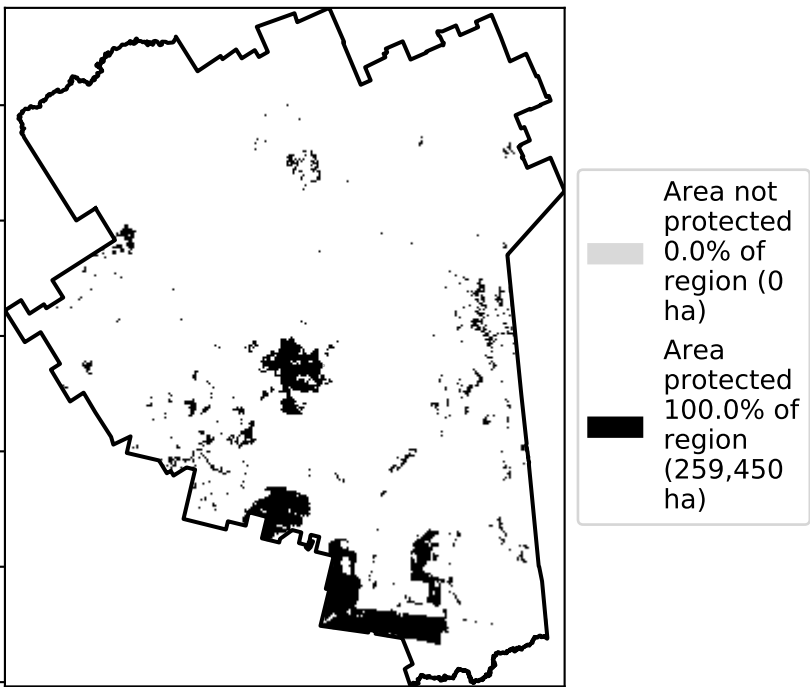 Area not
protected
0.0% of
region (0
ha)
Area
protected
100.0% of
region
(259,450
ha)